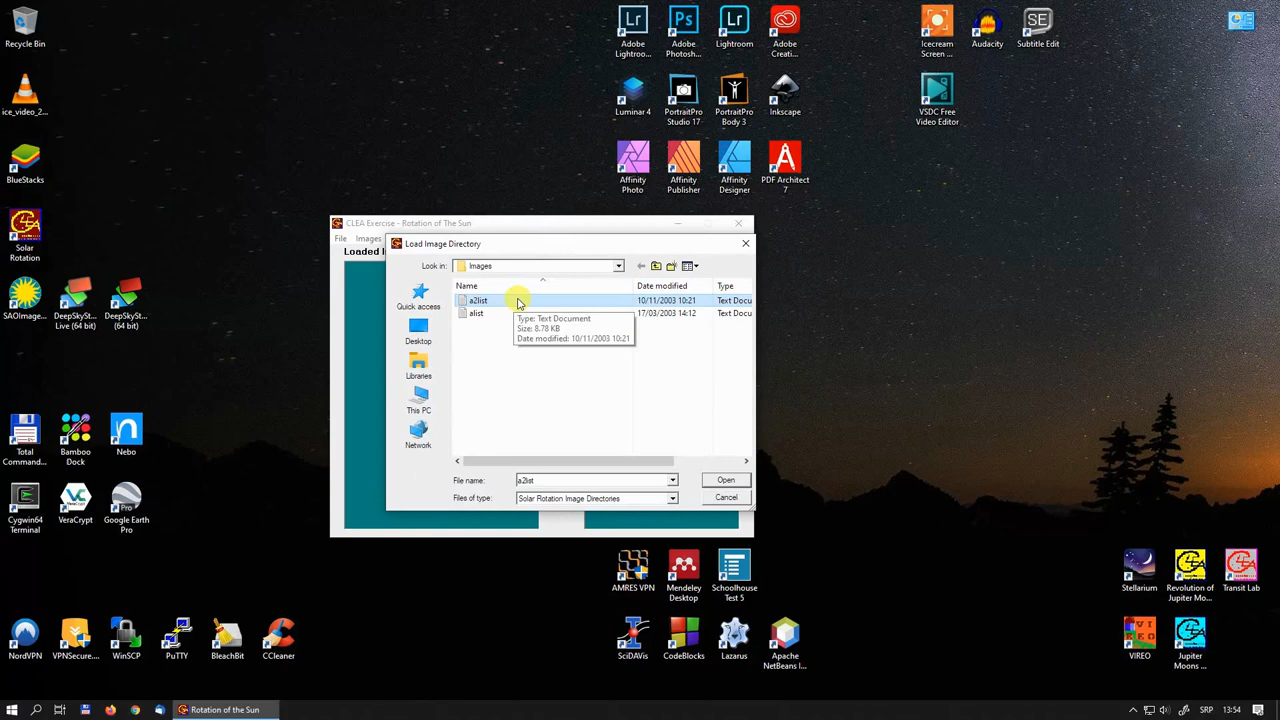 Recycle Bin
ice_video_2...
BlueStacks
Solar
Rotation
SAOImage...
DeepSkySt...
Live (64 bit)
DeepSkySt...
(64 bit)
Total
Comman...
Bamboo
Dock
Nebo
Cygwin64
Terminal
VeraCrypt
Google Earth
Pro
NordVPN
VPNSecure....
WinSCP
PuTTY
BleachBit
CCleaner
Lr
Ps
Lr
Adobe
Lightroo...
Adobe
Photosh...
Lightroom
Adobe
Creati...
Luminar 4
PortraitPro
Studio 17
PortraitPro
Body 3
Inkscape
Affinity
Photo
Affinity
Publisher
Affinity
Designer
PDF Architect
7
Icecream
Screen ...
Audacity
SE
Subtitle Edit
VSDC Free
Video Editor
CLEA Exercise - Rotation of The Sun
File Images
Loaded I
Load Image Directory
Look in: Images
Name Date modified Type
a2list 10/11/2003 10:21 Text Docu
alist 17/03/2003 14:12 Text Docu
Type: Text Document
Size: 8.78 KB
Date modified: 10/11/2003 10:21
Quick access
Desktop
Libraries
This PC
Network
File name: a2list Open
Files of type: Solar Rotation Image Directories Cancel
AMRES VPN
Mendeley
Desktop
Schoolhouse
Test 5
SciDAVis
CodeBlocks
Lazarus
Apache
NetBeans I...
Stellarium
Revolution of
Jupiter Mo...
Transit Lab
VIREO
VIREO
Jupiter
Moons ...
Rotation of the Sun
SRP 13:54